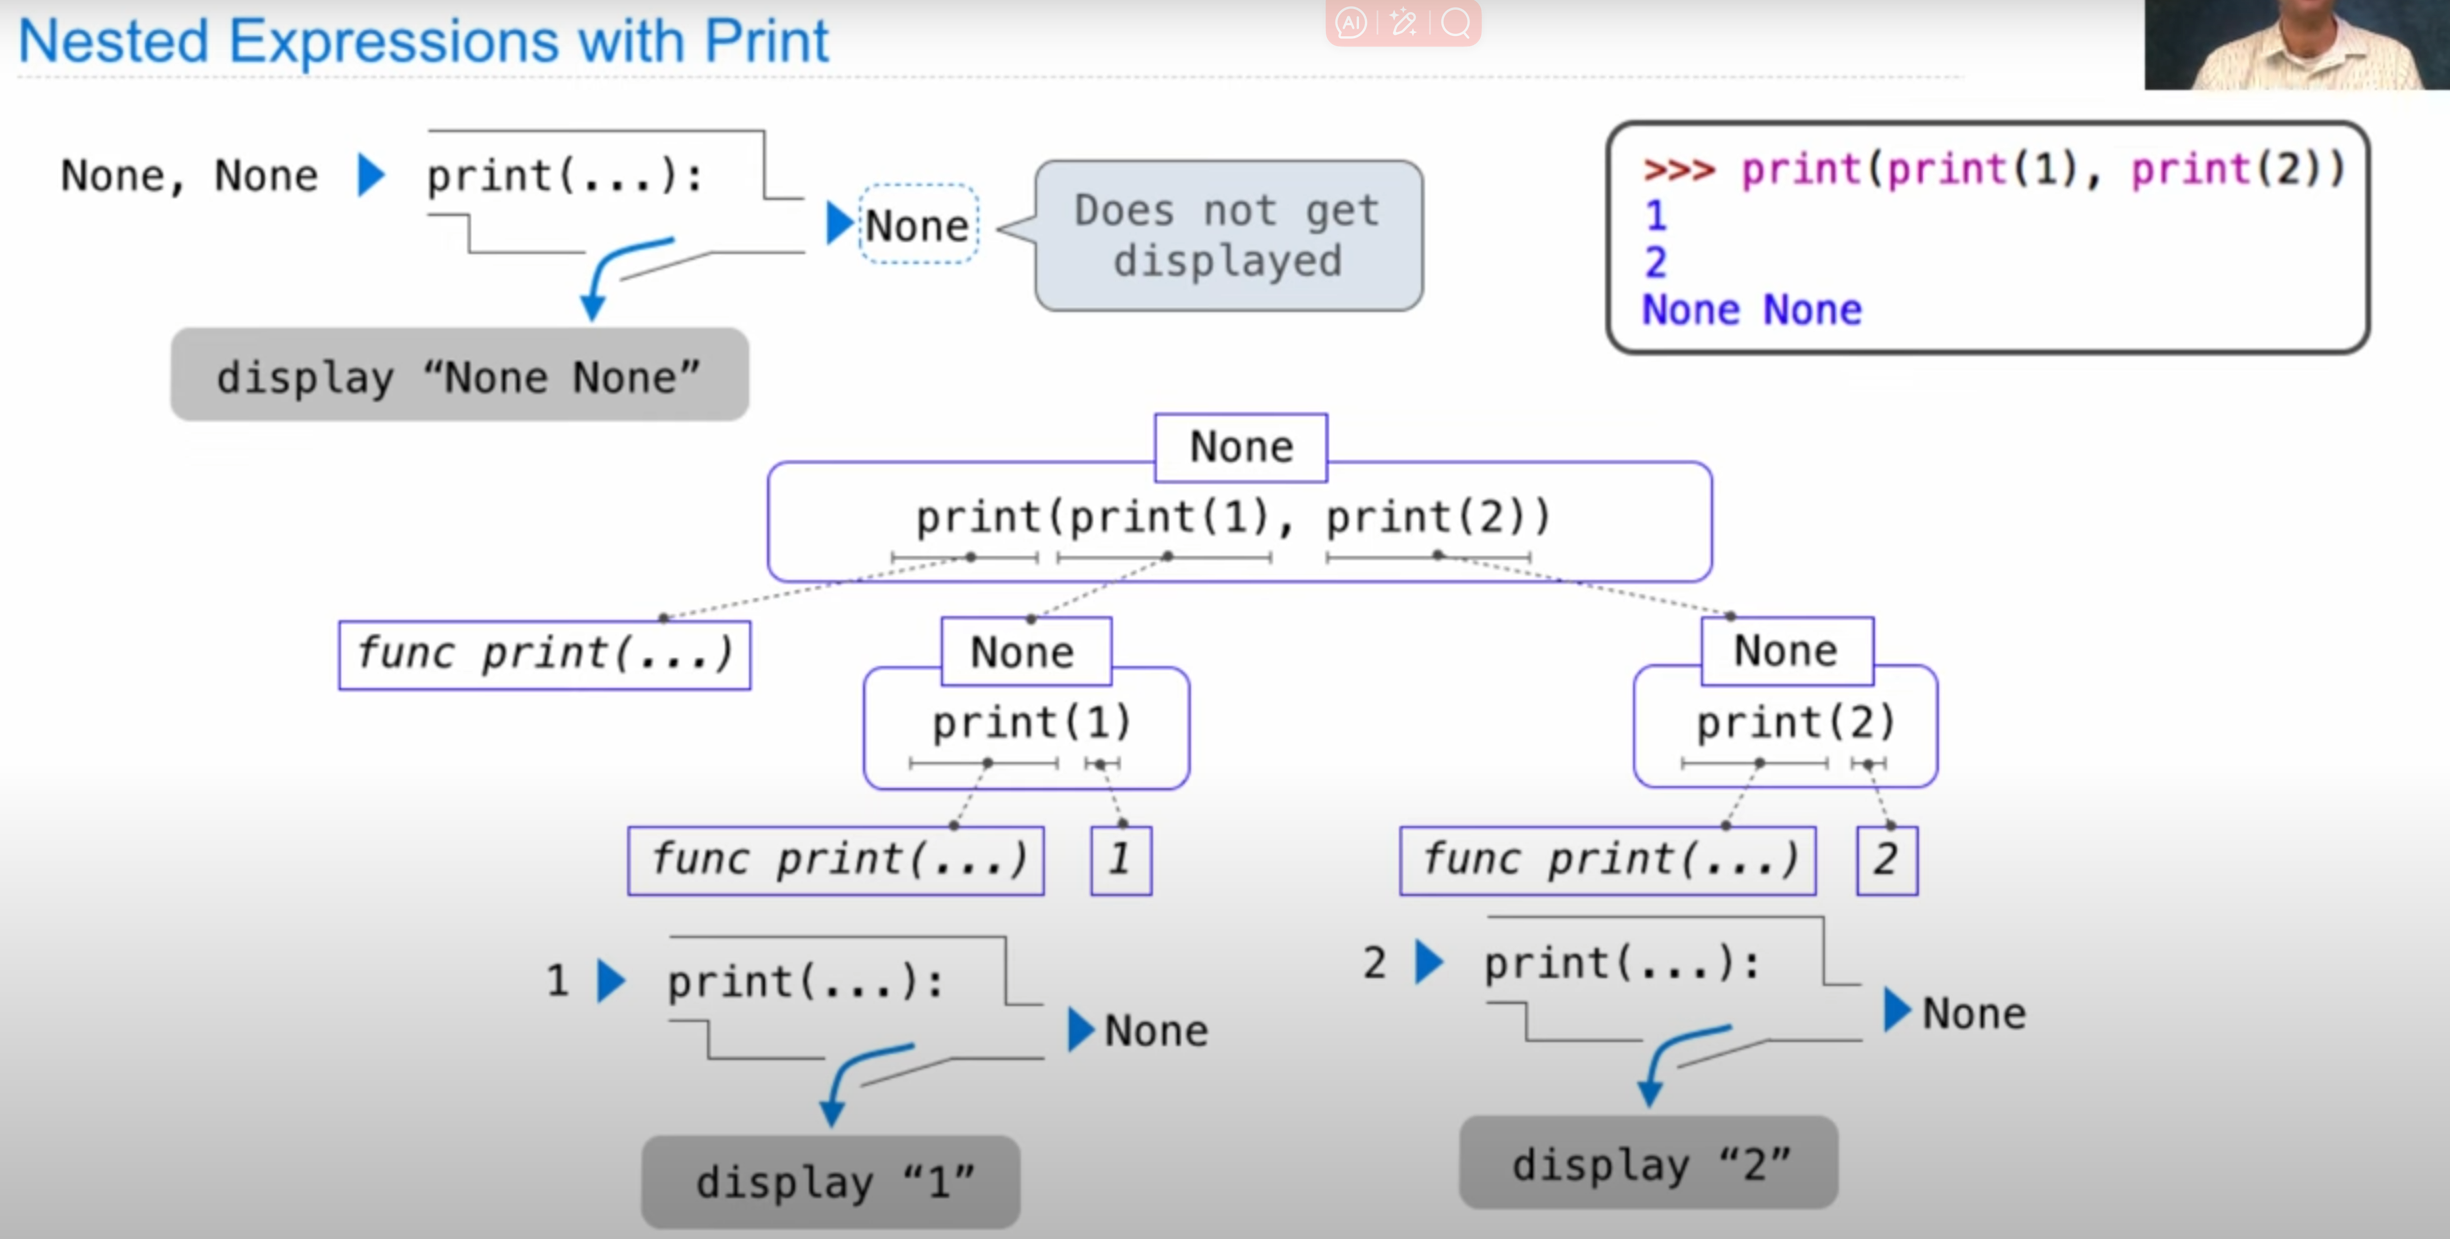 Nested Expressions with Print
AI
None, None print(...):
None
Does not get
displayed
display “None None”
>>> print(print(1), print(2))
1
2
None None
None
print(print(1), print(2))
func print(...)
None
print(1)
None
print(2)
func print(...) 1
func print(...) 2
1 print(...):
None
display “1”
2 print(...):
None
display “2”